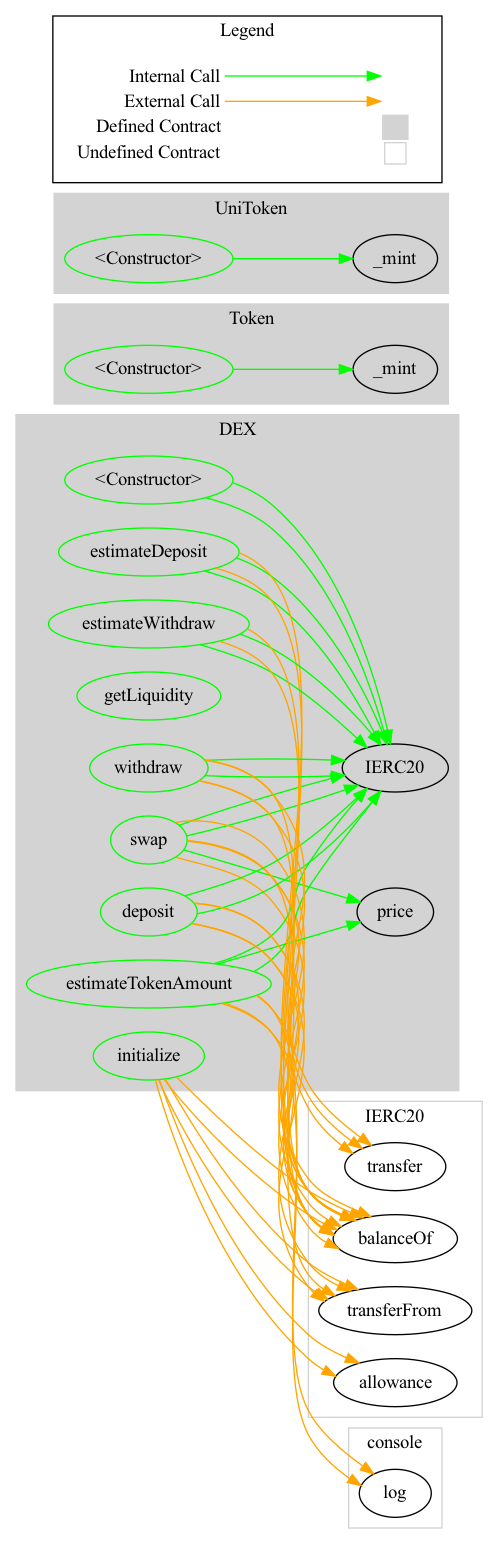 Legend
Internal Call
External Call
Defined Contract
Undefined Contract
UniToken
<Constructor>
_mint
Token
<Constructor>
_mint
DEX
<Constructor>
estimateDeposit
estimateWithdraw
getLiquidity
withdraw
IERC20
swap
deposit
price
estimateTokenAmount
initialize
IERC20
transfer
balanceOf
transferFrom
allowance
console
log